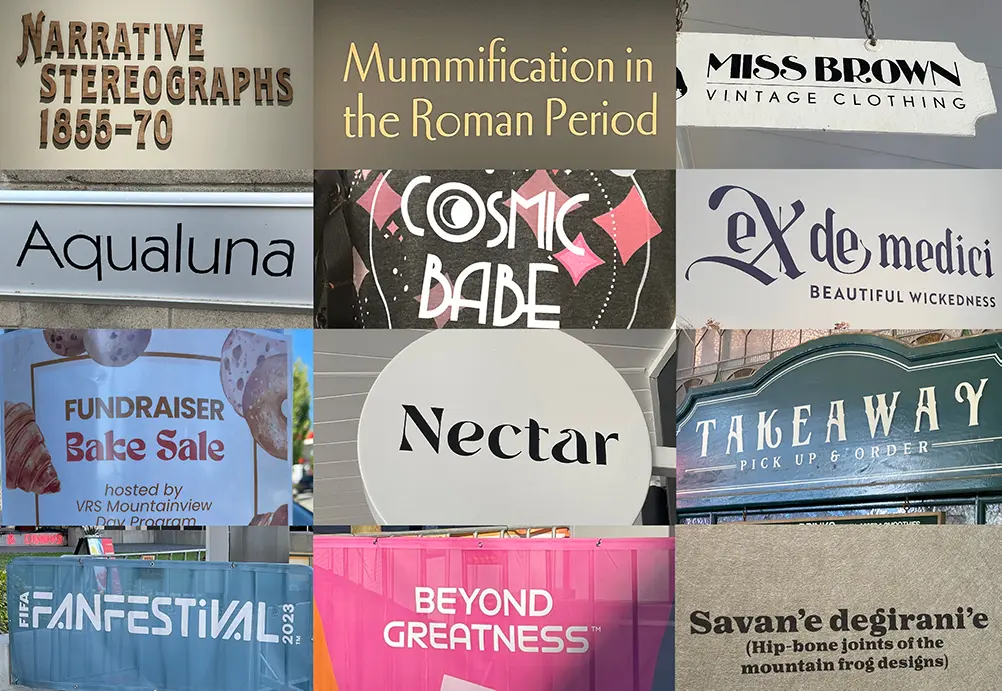 NARRATIVE
STEREOGRAPHS
1855–70
Mummification in
the Roman Period
MISS BROWN
VINTAGE CLOTHING
Aqualuna
COSMIC
BABE
eX de medici
BEAUTIFUL WICKEDNESS
FUNDRAISER
Bake Sale
hosted by
VRS Mountainview
Day Program
Nectar
TAKEAWAY
PICK UP & ORDER
FIFA FANFESTiVAL 2023™
BEYOND
GREATNESS™
Savan'e degirani'e
(Hip-bone joints of the
mountain frog designs)